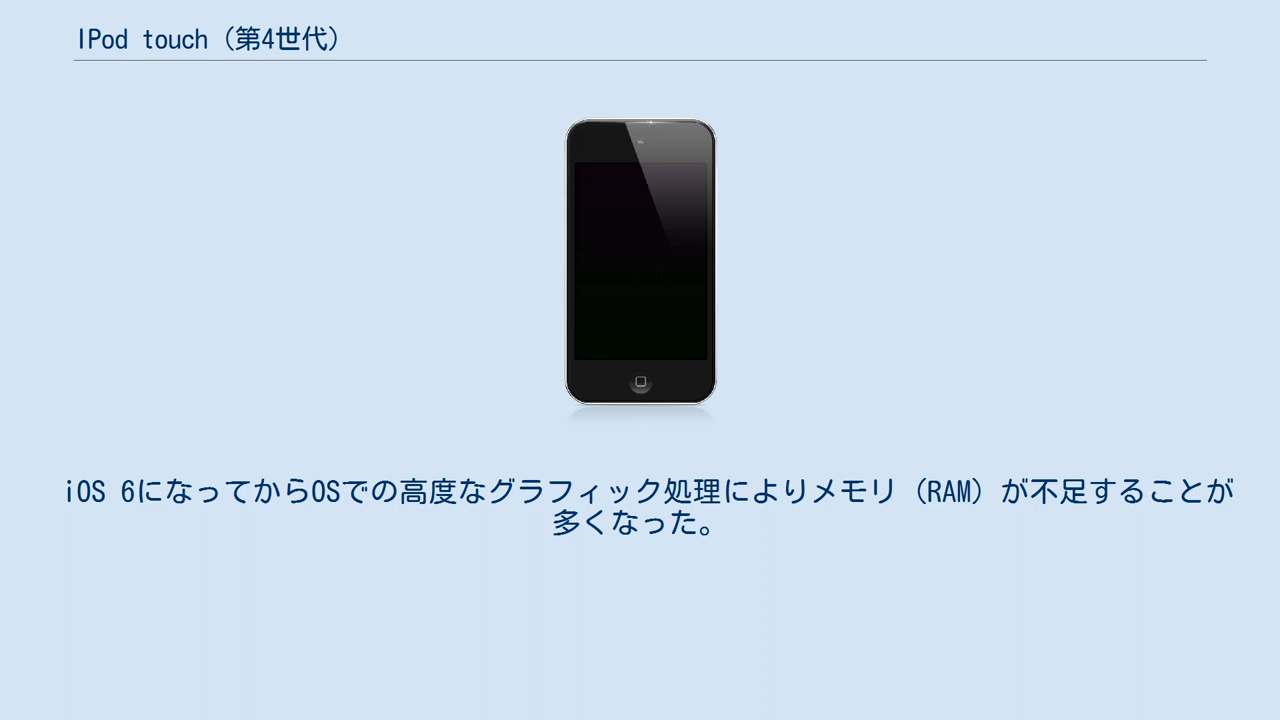 IPod touch（第4世代）
iOS 6になってからOSでの高度なグラフィック処理によりメモリ（RAM）が不足することが
多くなった。